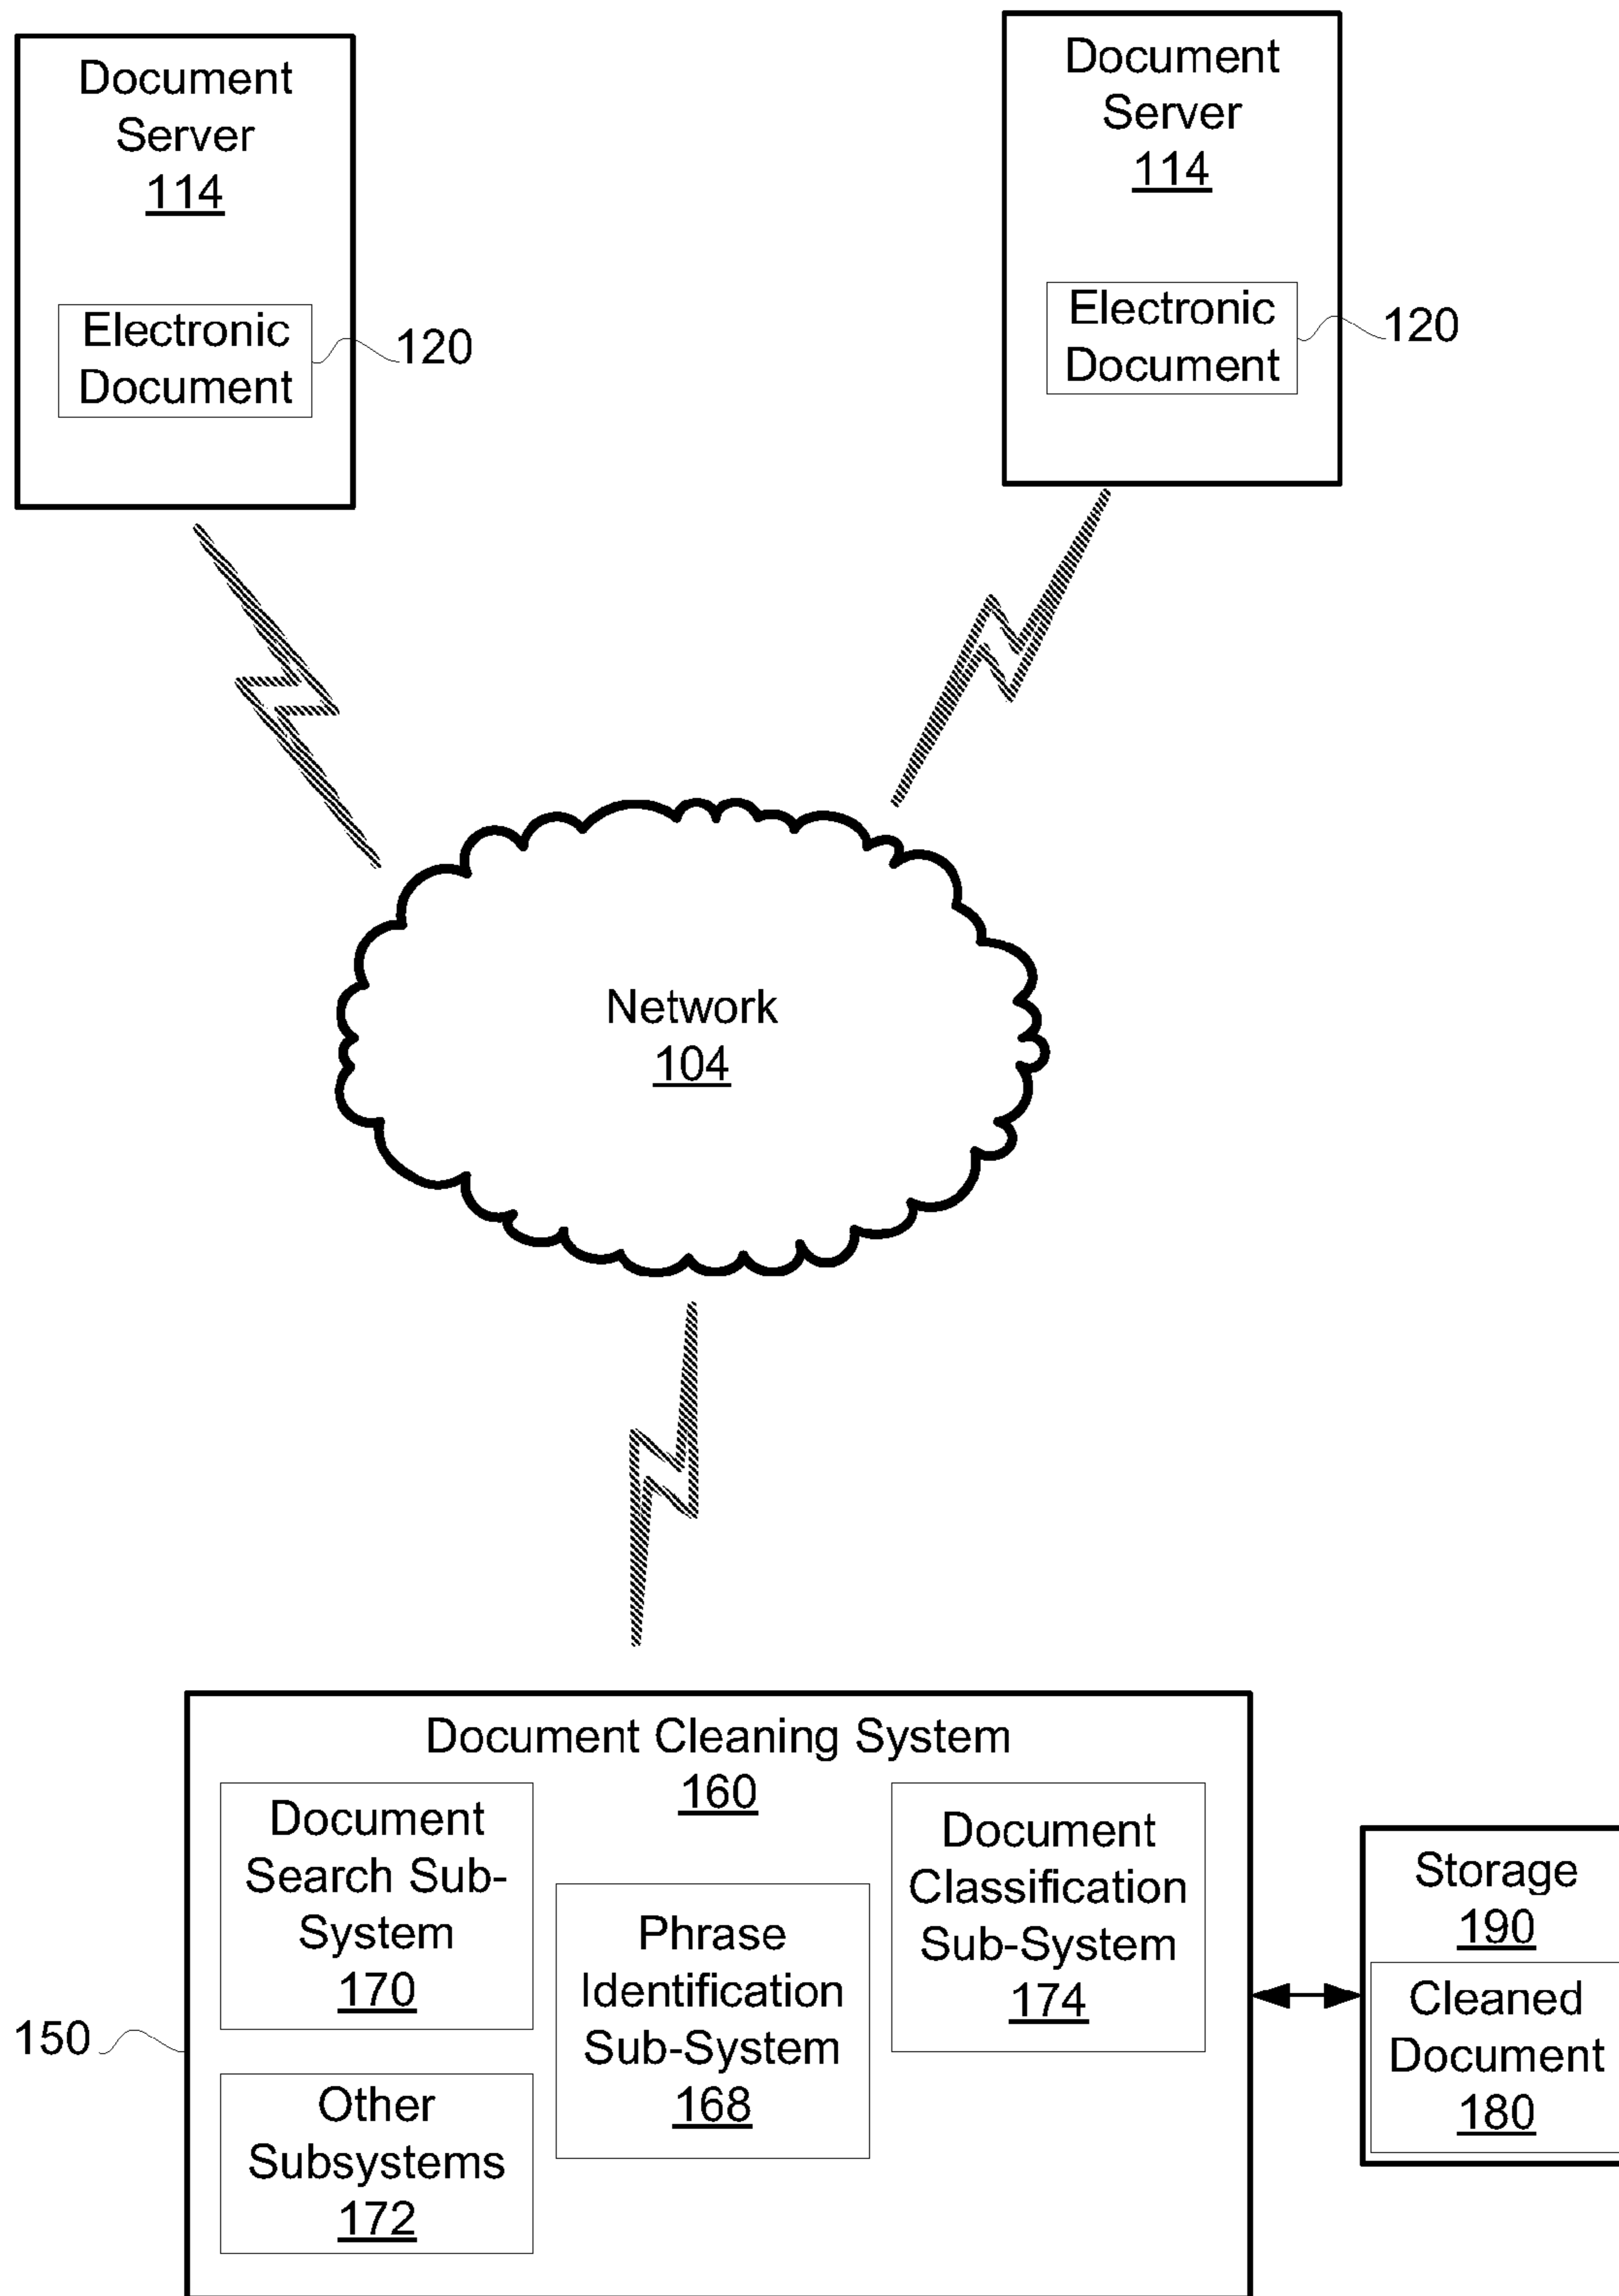 Document
Server
114
Electronic
Document
120
Document
Server
114
Electronic
Document
120
Network
104
Document Cleaning System
160
Document
Search Sub-
System
170
Phrase
Identification
Sub-System
168
Document
Classification
Sub-System
174
Other
Subsystems
172
150
Storage
190
Cleaned
Document
180